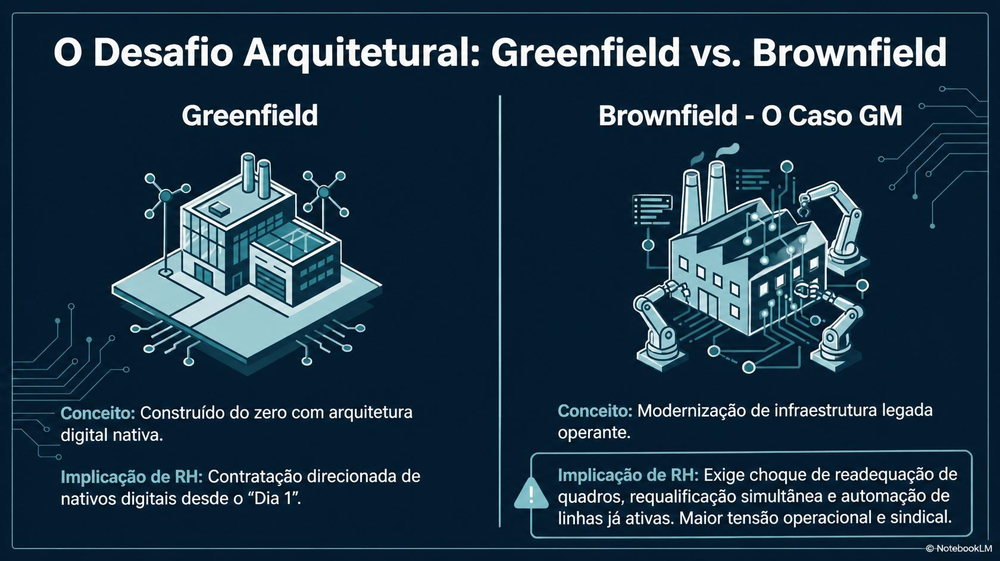 O Desafio Arquitetural: Greenfield vs. Brownfield
Greenfield
Conceito: Construído do zero com arquitetura
digital nativa.
Implicação de RH: Contratação direcionada de
nativos digitais desde o “Dia 1”.
Brownfield - O Caso GM
Conceito: Modernização de infraestrutura legada
operante.
Implicação de RH: Exige choque de readequação de
quadros, requalificação simultânea e automação de
linhas já ativas. Maior tensão operacional e sindical.
© NotebookLM